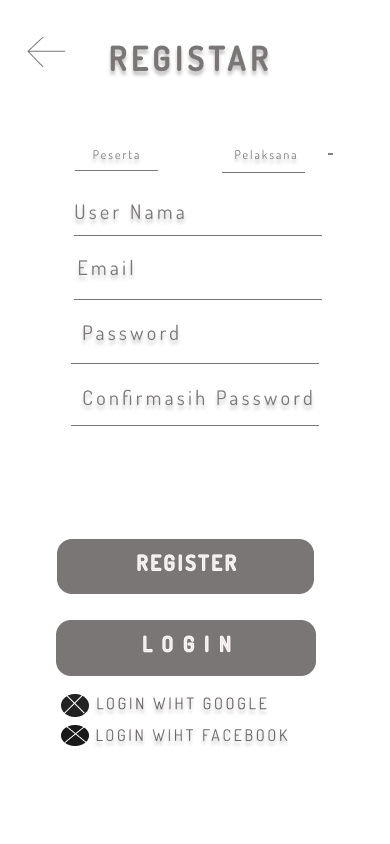 REGISTAR
Peserta Pelaksana -
User Nama
Email
Password
Confirmasih Password
REGISTER
LOGIN
LOGIN WIHT GOOGLE
LOGIN WIHT FACEBOOK